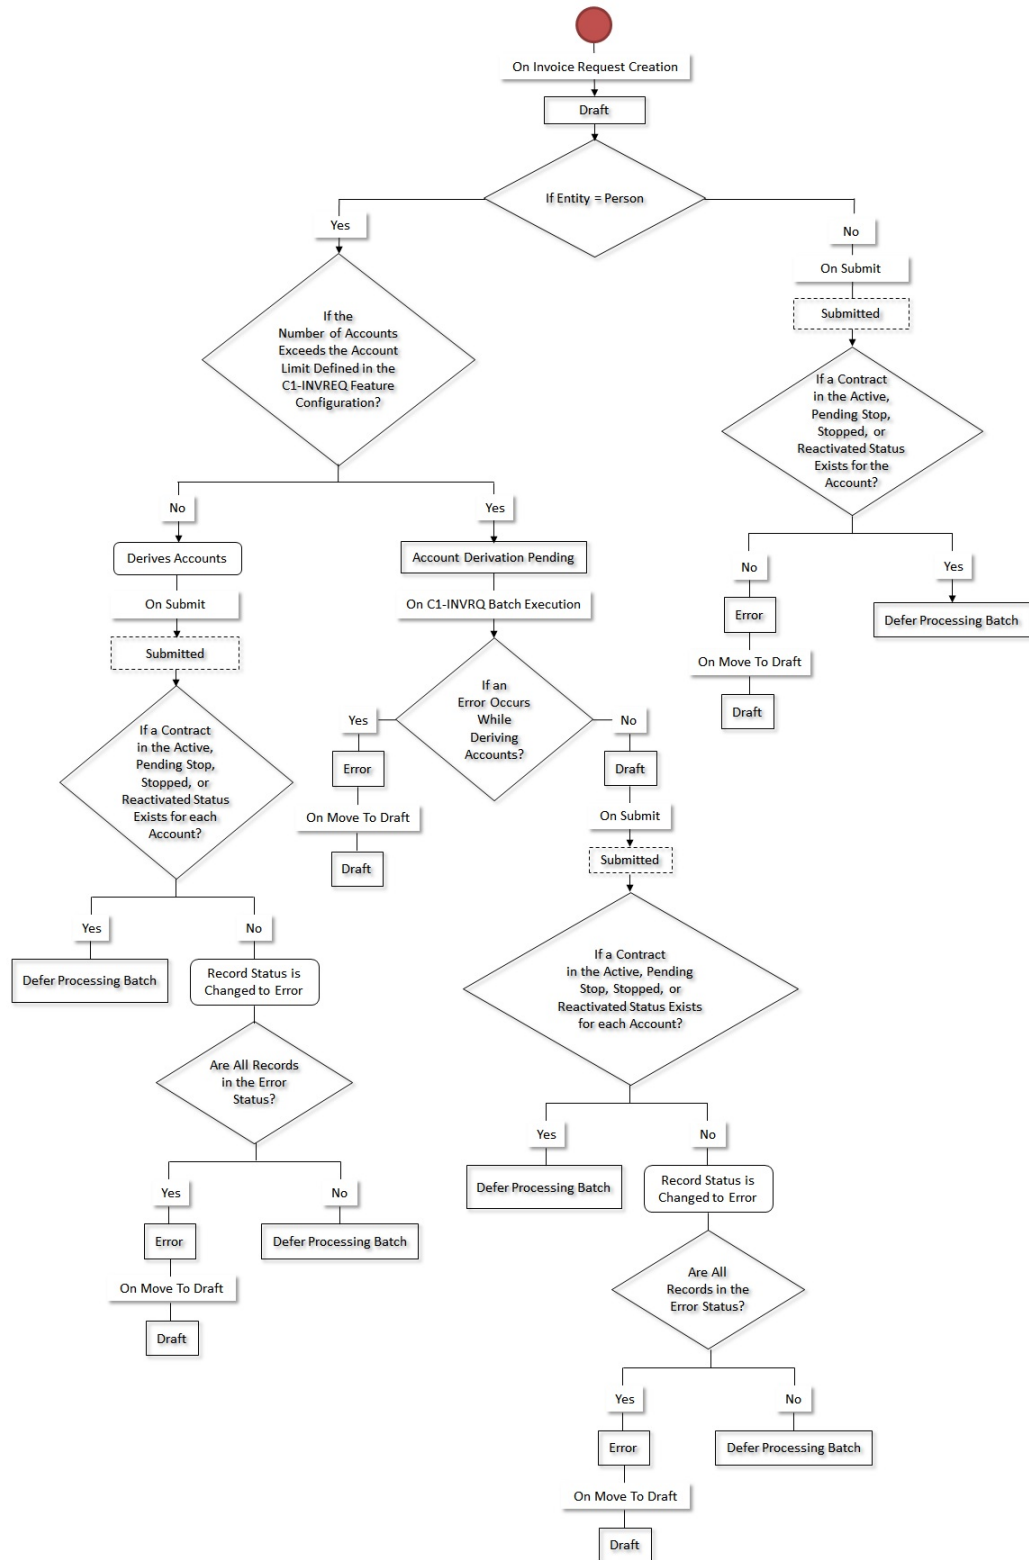 On Invoice Request Creation
Draft
If Entity = Person
Yes
No
On Submit
Submitted
If the
Number of Accounts
Exceeds the Account
Limit Defined in the
C1-INVREQ Feature
Configuration?
If a Contract
in the Active,
Pending Stop,
Stopped, or
Reactivated Status
Exists for the
Account?
No
Yes
Derives Accounts
Account Derivation Pending
No
Yes
On Submit
On C1-INVRQ Batch Execution
Error
Defer Processing Batch
Submitted
On Move To Draft
Draft
If an
Error Occurs
While
Deriving
Accounts?
Yes
No
If a Contract
in the Active,
Pending Stop,
Stopped, or
Reactivated Status
Exists for each
Account?
Error
Draft
On Move To Draft
On Submit
Draft
Submitted
Yes
No
Defer Processing Batch
Record Status is
Changed to Error
If a Contract
in the Active, Pending
Stop, Stopped, or
Reactivated Status Exists
for each Account?
Are All Records
in the Error
Status?
Yes
No
Yes
No
Defer Processing Batch
Record Status is
Changed to Error
Error
Defer Processing Batch
On Move To Draft
Draft
Are All
Records in the
Error Status?
Yes
No
Error
Defer Processing Batch
On Move To Draft
Draft